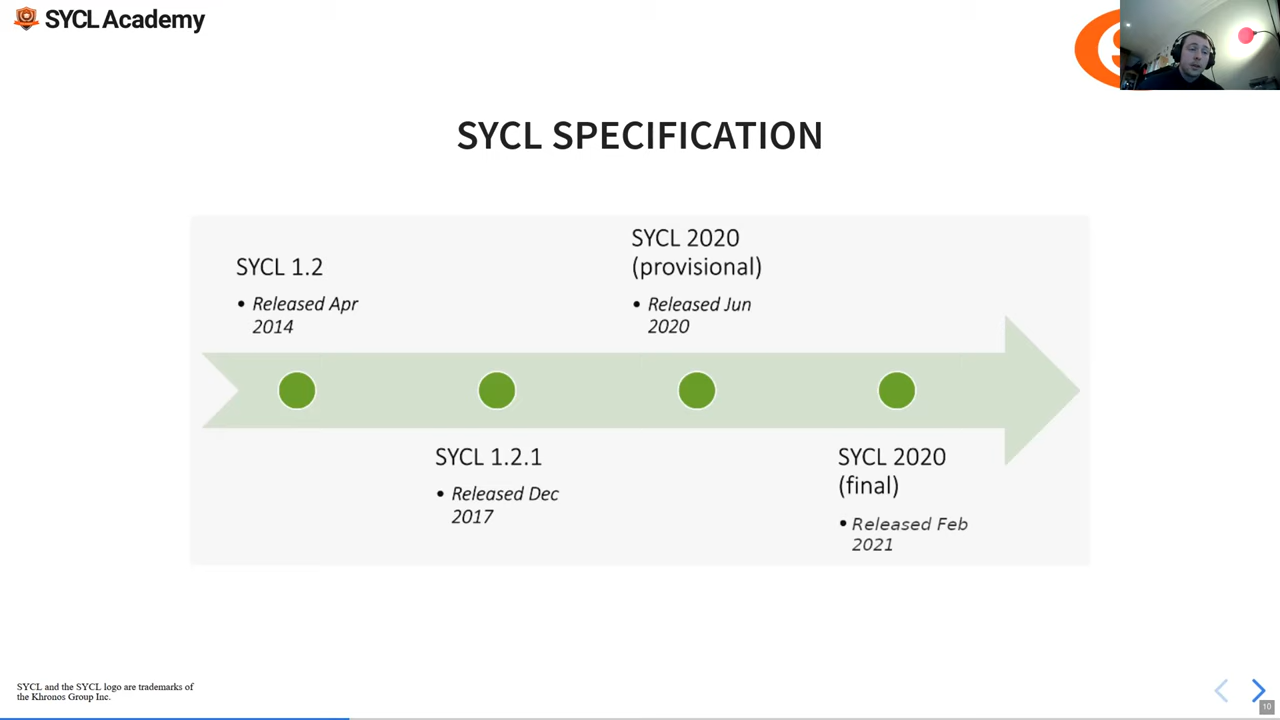 SYCL Academy
SYCL SPECIFICATION
SYCL 1.2
• Released Apr
2014
SYCL 1.2.1
• Released Dec
2017
SYCL 2020
(provisional)
• Released Jun
2020
SYCL 2020
(final)
• Released Feb
2021
SYCL and the SYCL logo are trademarks of
the Khronos Group Inc.
10